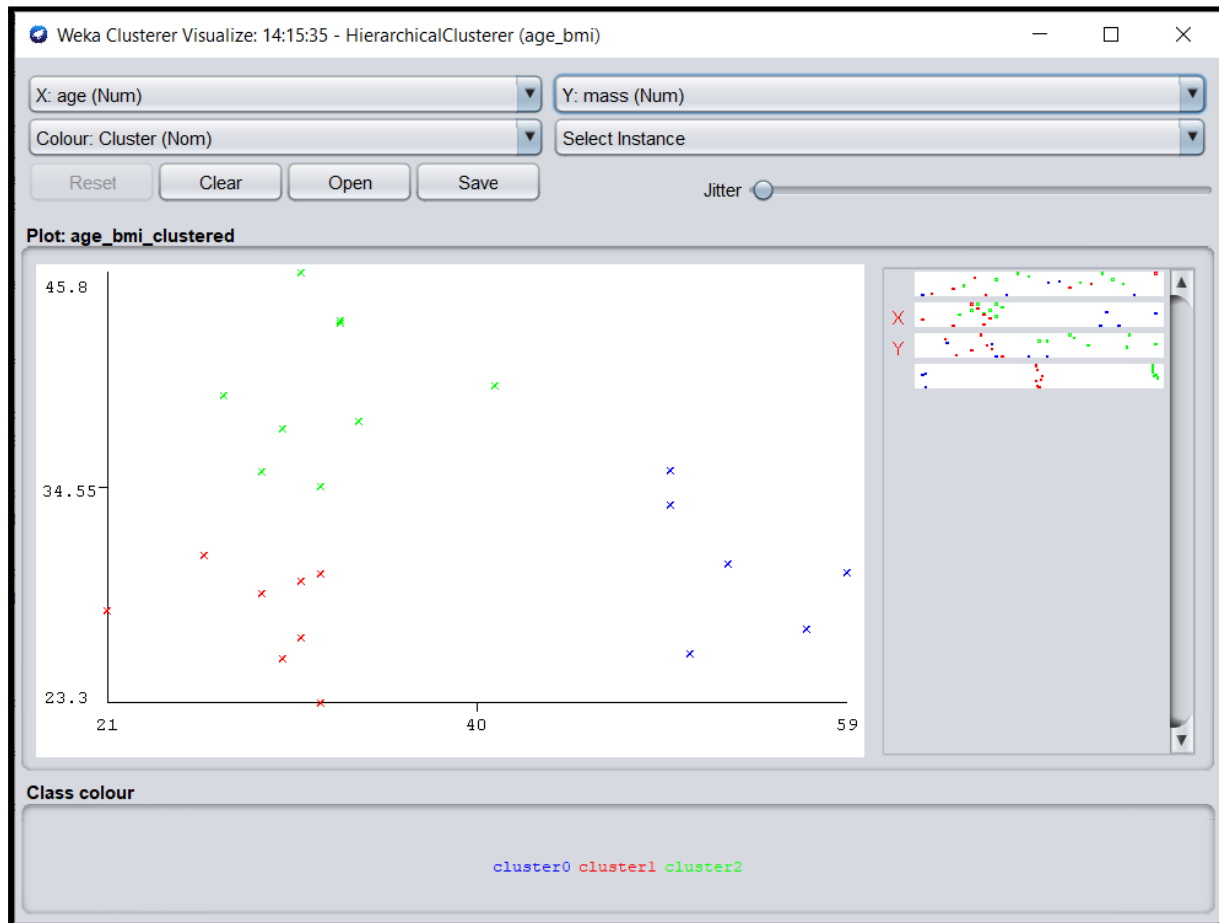 Weka Clusterer Visualize: 14:15:35 - HierarchicalClusterer (age_bmi)
X: age (Num) Y: mass (Num)
Colour: Cluster (Nom) Select Instance
Reset Clear Open Save Jitter
Plot: age_bmi_clustered
45.8
34.55
23.3
21 40 59
X
Y
Class colour
cluster0 cluster1 cluster2